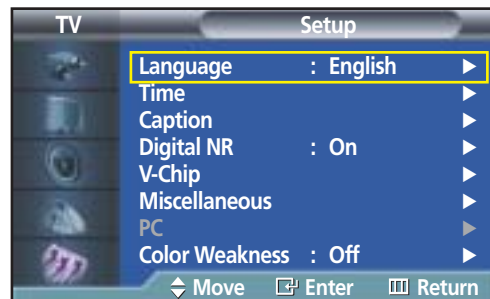 TV Setup
Language : English
Time
Caption
Digital NR : On
V-Chip
Miscellaneous
PC
Color Weakness : Off
Move Enter Return